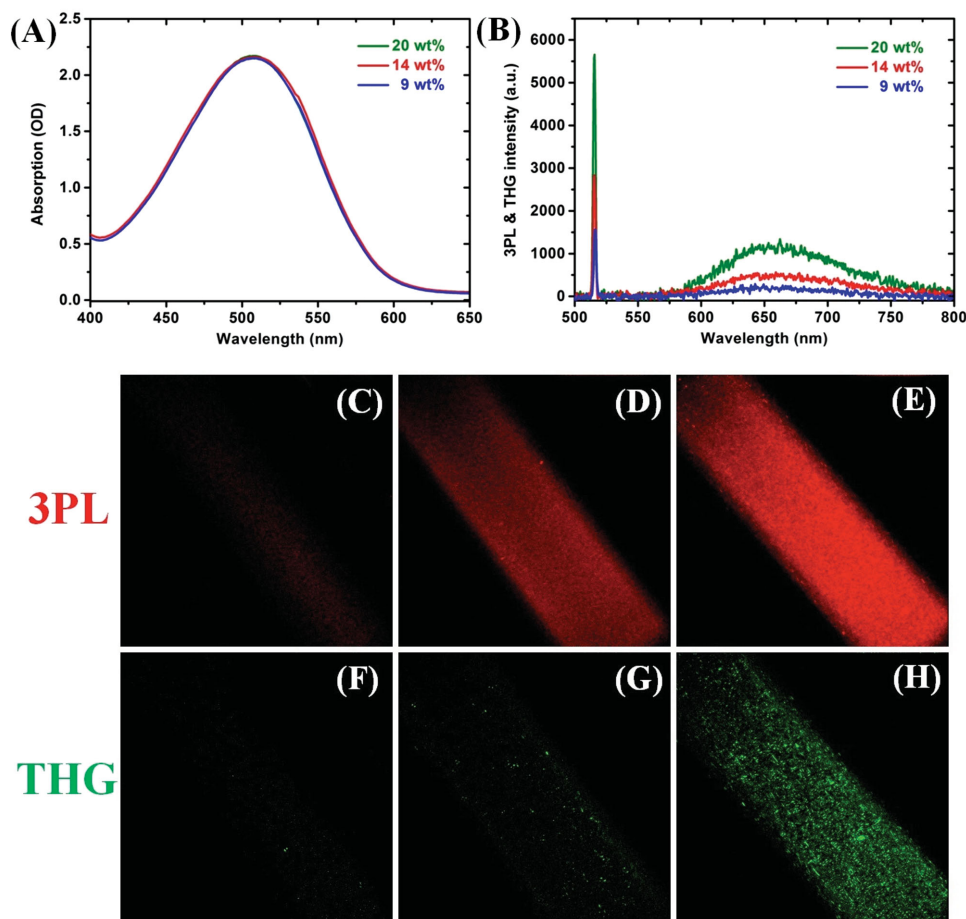 (A)
2.5
2.0
1.5
1.0
0.5
0.0
Absorption (OD)
20 wt%
14 wt%
9 wt%
400 450 500 550 600 650
Wavelength (nm)
(B)
6000
5000
4000
3000
2000
1000
0
3PL & THG intensity (a.u.)
20 wt%
14 wt%
9 wt%
500 550 600 650 700 750 800
Wavelength (nm)
3PL
(C) (D) (E)
THG
(F) (G) (H)